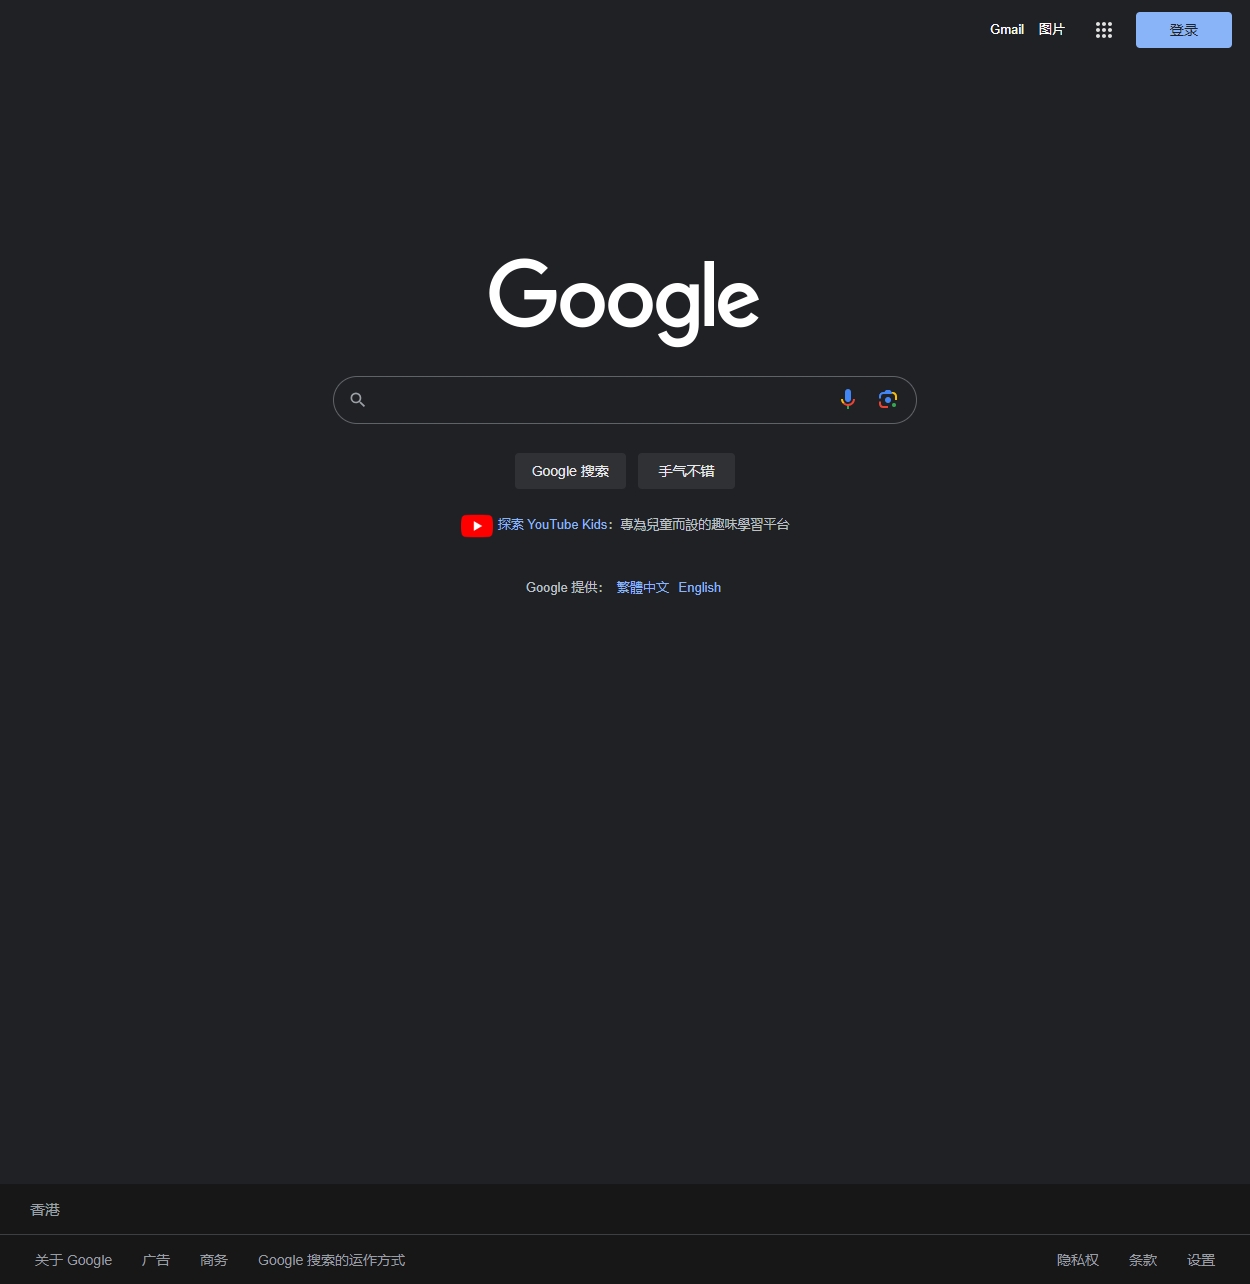 Gmail 图片 登录
Google
Google 搜索 手气不错
探索 YouTube Kids：專為兒童而設的趣味學習平台
Google 提供： 繁體中文 English
香港
关于 Google 广告 商务 Google 搜索的运作方式 隐私权 条款 设置